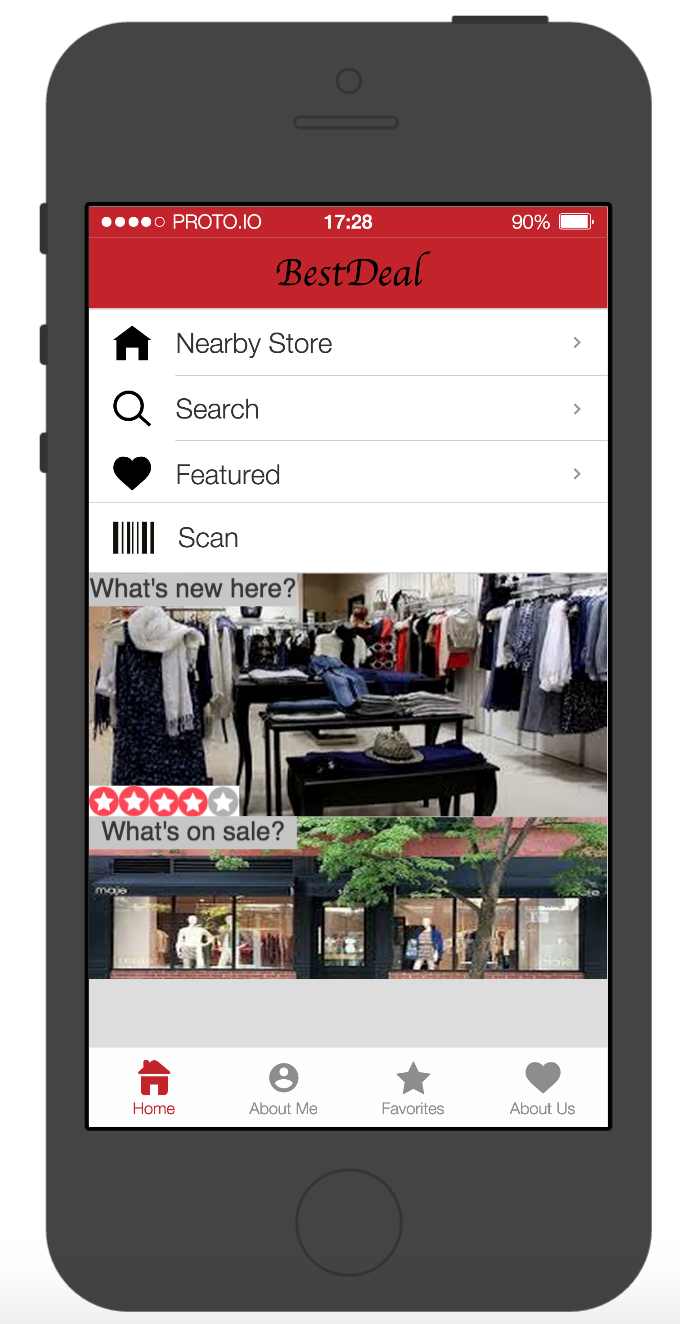 PROTO.IO 17:28 90%
BestDeal
Nearby Store
Search
Featured
Scan
What's new here?
What's on sale?
maje
Home About Me Favorites About Us